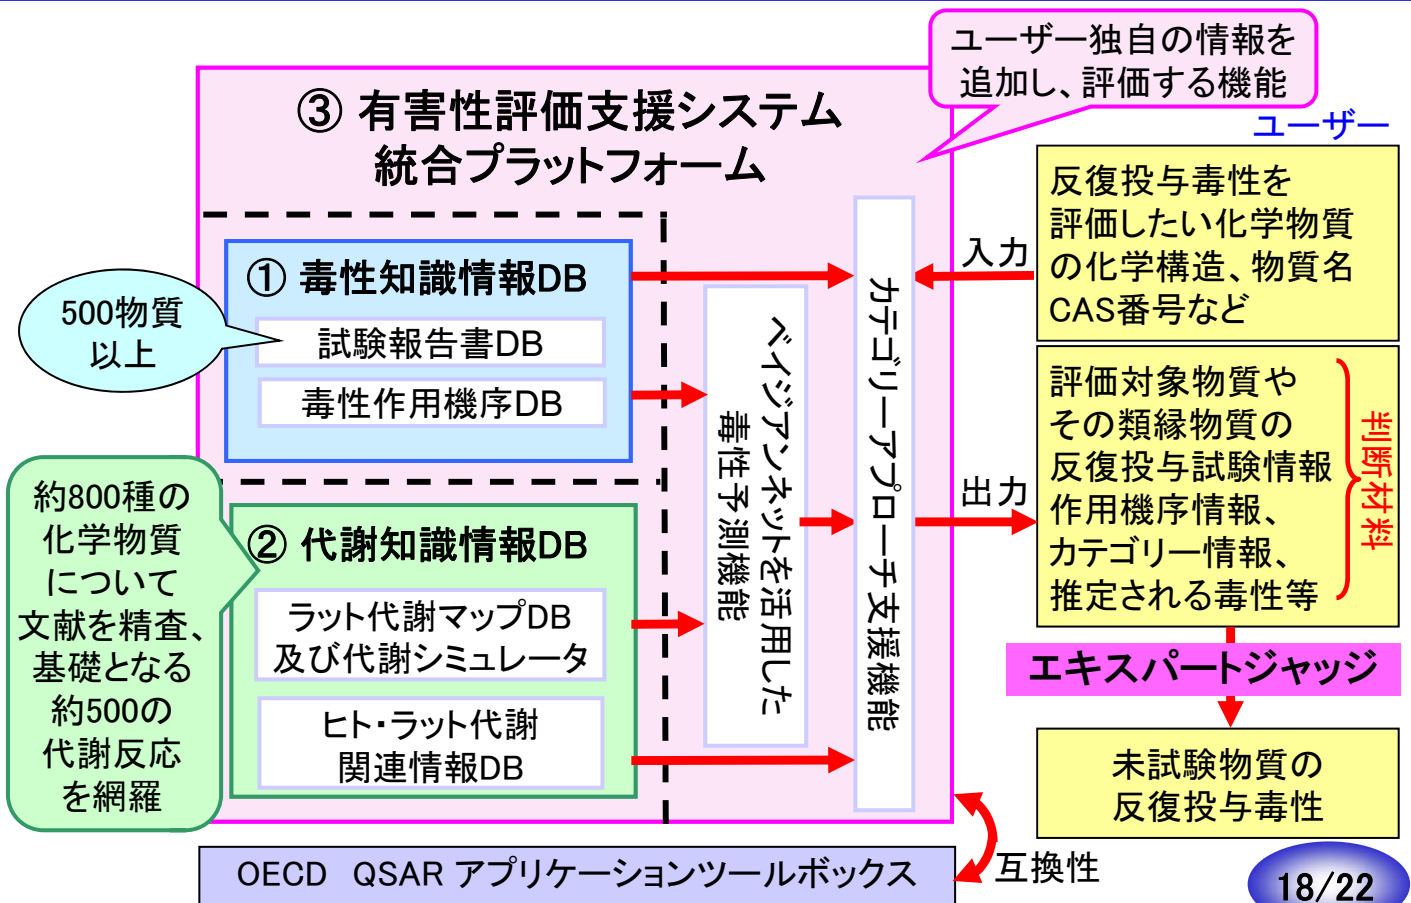 ユーザー独自の情報を
追加し、評価する機能
③ 有害性評価支援システム
統合プラットフォーム
ユーザー
反復投与毒性を
評価したい化学物質
の化学構造、物質名
CAS番号など
入力
① 毒性知識情報DB
試験報告書DB
毒性作用機序DB
500物質
以上
② 代謝知識情報DB
ラット代謝マップDB
及び代謝シミュレータ
ヒト・ラット代謝
関連情報DB
約800種の
化学物質
について
文献を精査、
基礎となる
約500の
代謝反応
を網羅
ベイジアンネットを活用した
毒性予測機能
カテゴリーアプローチ支援機能
出力
評価対象物質や
その類縁物質の
反復投与試験情報
作用機序情報、
カテゴリー情報、
推定される毒性等
判断材料
エキスパートジャッジ
未試験物質の
反復投与毒性
OECD QSAR アプリケーションツールボックス
互換性
18/22